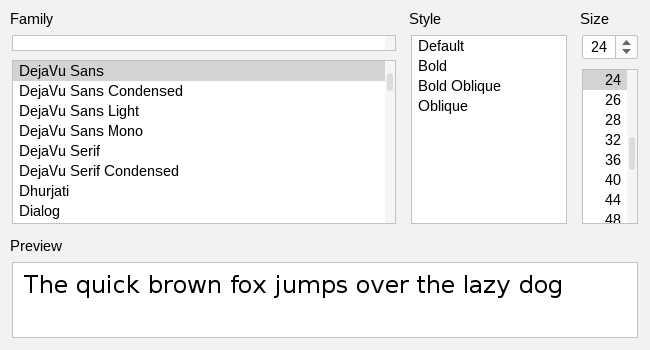 Family
DejaVu Sans
DejaVu Sans Condensed
DejaVu Sans Light
DejaVu Sans Mono
DejaVu Serif
DejaVu Serif Condensed
Dhurjati
Dialog
Style
Default
Bold
Bold Oblique
Oblique
Size
24
24
26
28
32
36
40
44
48
Preview
The quick brown fox jumps over the lazy dog